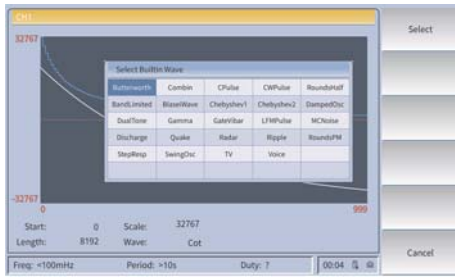 CH1
Select
32767
Select Builtin Wave
Butterworth Combin CPulse CWPulse RoundsHalf
BandLimited BlaseiWave Chebyshev1 Chebyshev2 DampedOsc
DualTone Gamma GateVibar LFMPulse MCNoise
Discharge Quake Radar Ripple RoundsPM
StepResp SwingOsc TV Voice
-32767
0 999
Start: 0 Scale: 32767
Length: 8192 Wave: Cot
Cancel
Freq: <100mHz Period: >10s Duty: ? 00:04